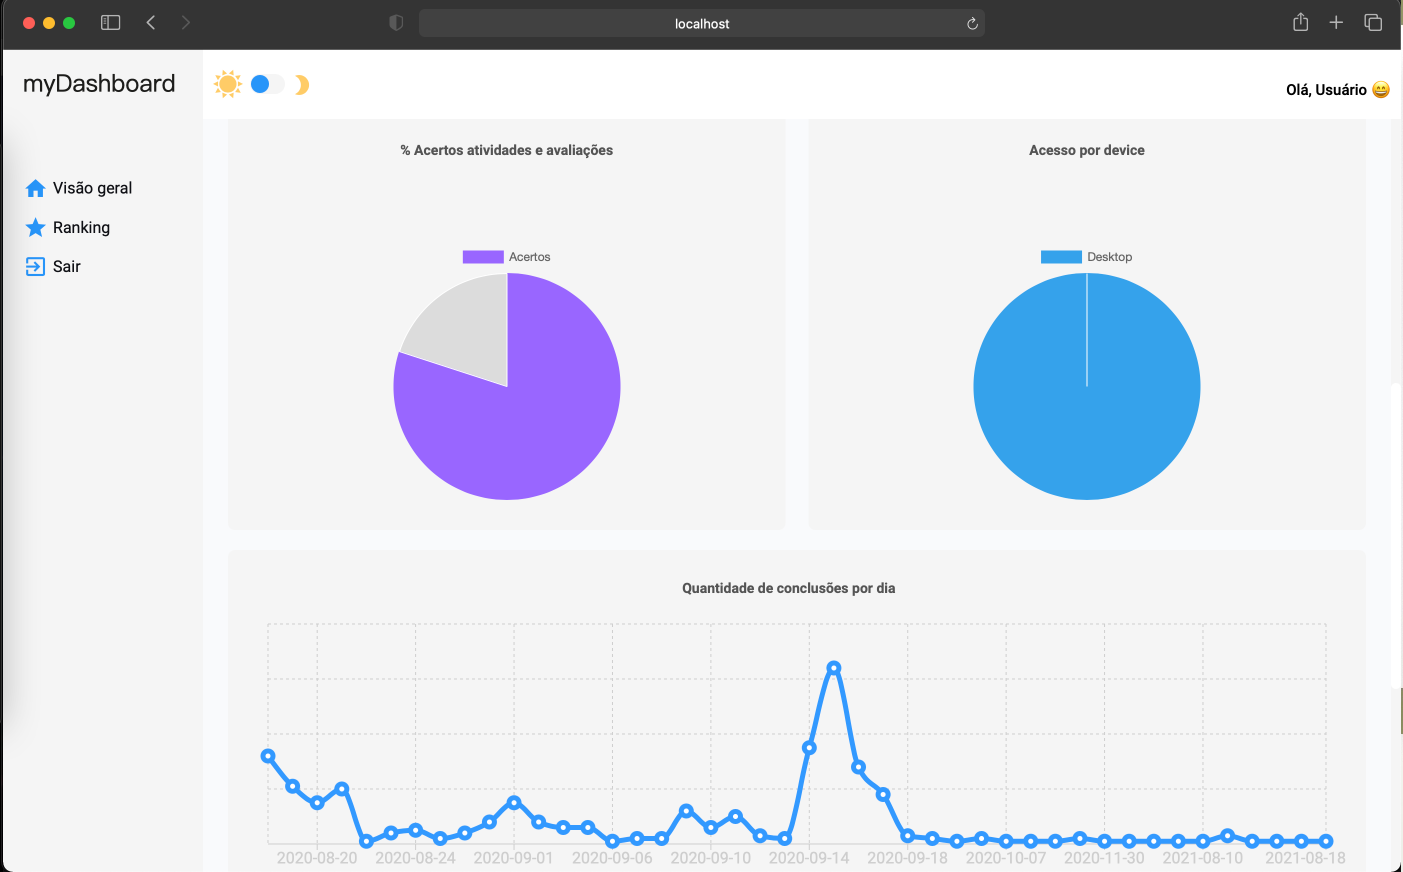 localhost
myDashboard
Olá, Usuário 😄
Visão geral
Ranking
Sair
% Acertos atividades e avaliações
Acertos
Acesso por device
Desktop
Quantidade de conclusões por dia
2020-08-20 2020-08-24 2020-09-01 2020-09-06 2020-09-10 2020-09-14 2020-09-18 2020-10-07 2020-11-30 2021-08-10 2021-08-18